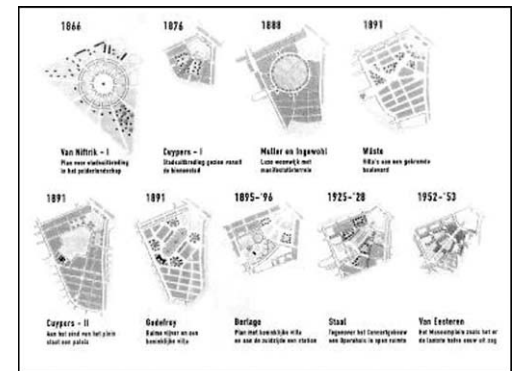 1866
1876
1888
1891
Van Niftrik - I
Plan voor stadsuitbreiding
in het polderlandschap
Cuypers - I
Stadsuitbreiding gezien vanuit
de binnenstad
Muller en Ingewohl
Luxe woonwijk met
manifestatieterrein
Wüste
Villa's aan een gekromde
boulevard
1891
1891
1895-'96
1925-'28
1952-'53
Cuypers - II
Aan het eind van het plein
staat een paleis
Godefroy
Ruime vijver en een
koninklijke villa
Berlage
Plan met koninklijke villa
en aan de zuidzijde een station
Staal
Tegenover het Concertgebouw
een Operahuis in open ruimte
Van Eesteren
Het Museumplein zoals het er
de laatste halve eeuw uit zag